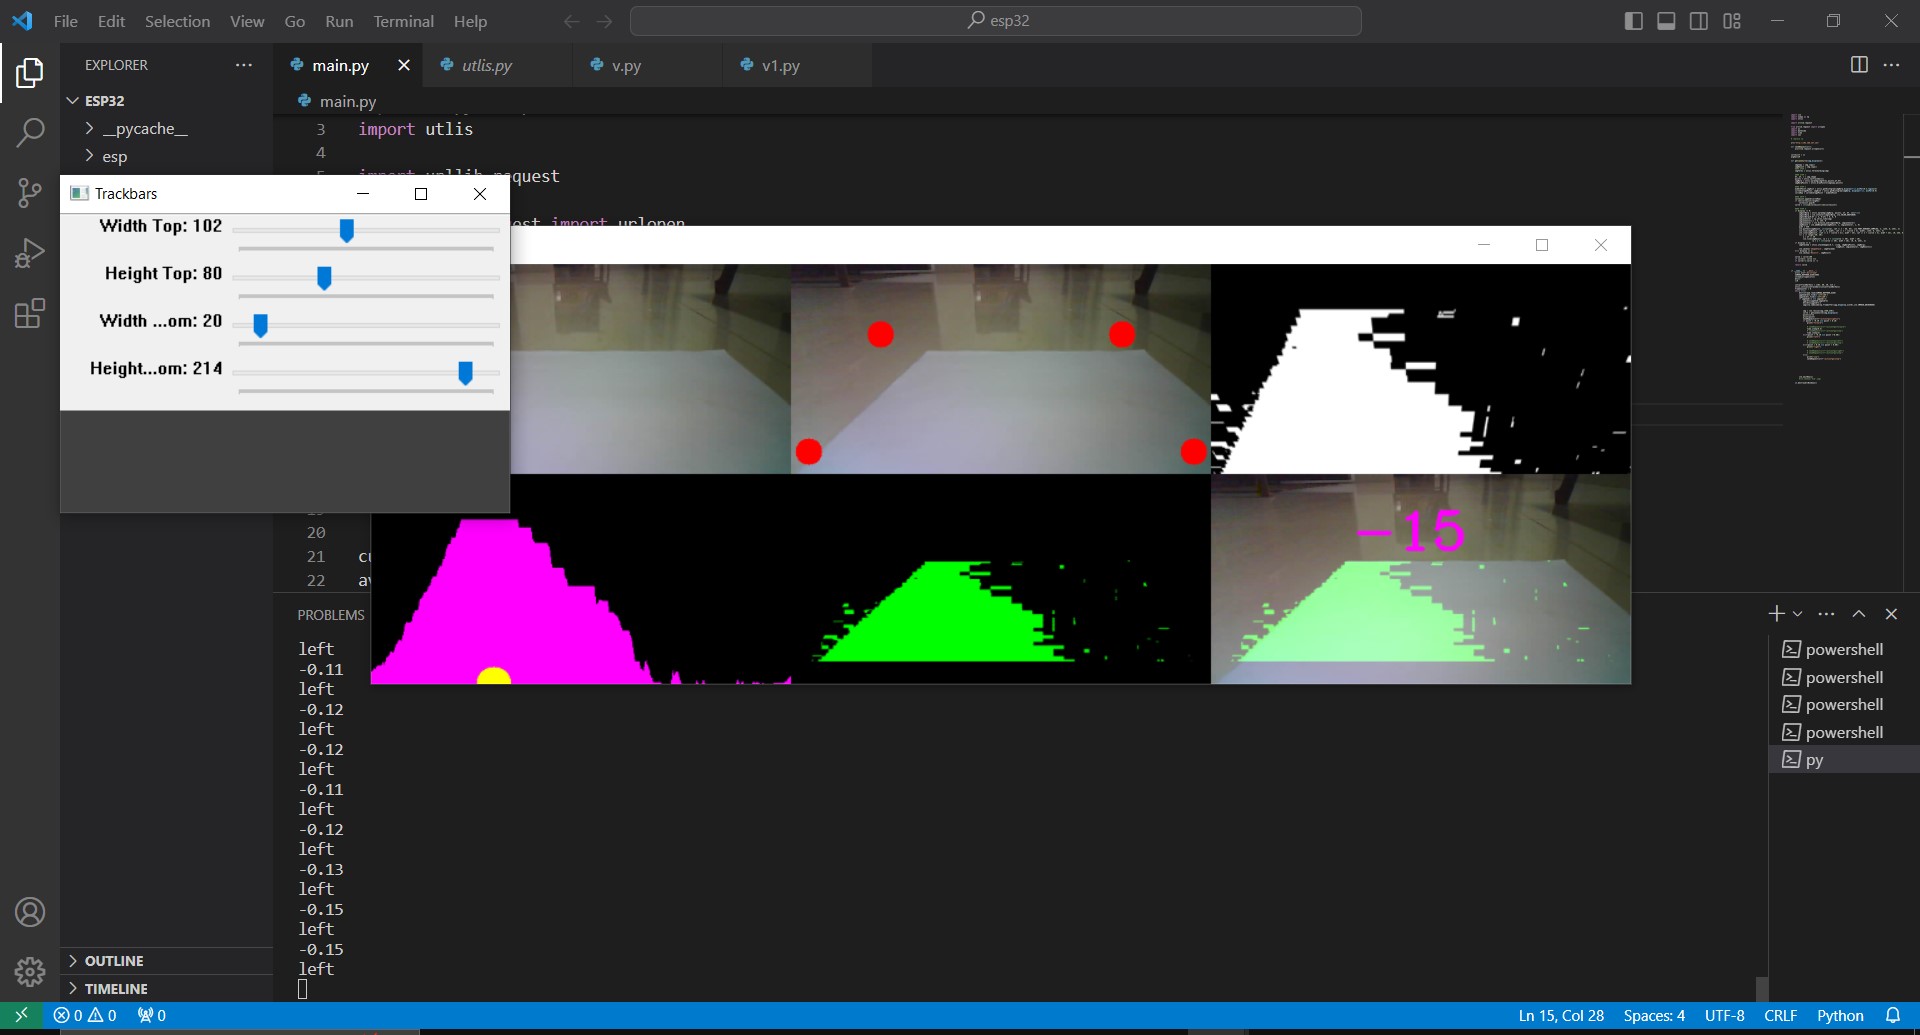 File Edit Selection View Go Run Terminal Help
esp32
EXPLORER
ESP32
__pycache__
esp
main.py
utlis.py
v.py
v1.py
main.py
3 import utlis
4
import urllib.request
import urlopen
Trackbars
Width Top: 102
Height Top: 80
Width ...om: 20
Height...om: 214
-15
20
21
22
PROBLEMS
left
-0.11
left
-0.12
left
-0.12
left
-0.11
left
-0.12
left
-0.13
left
-0.15
left
-0.15
left
powershell
powershell
powershell
powershell
py
OUTLINE
TIMELINE
0 0 0
Ln 15, Col 28 Spaces: 4 UTF-8 CRLF Python